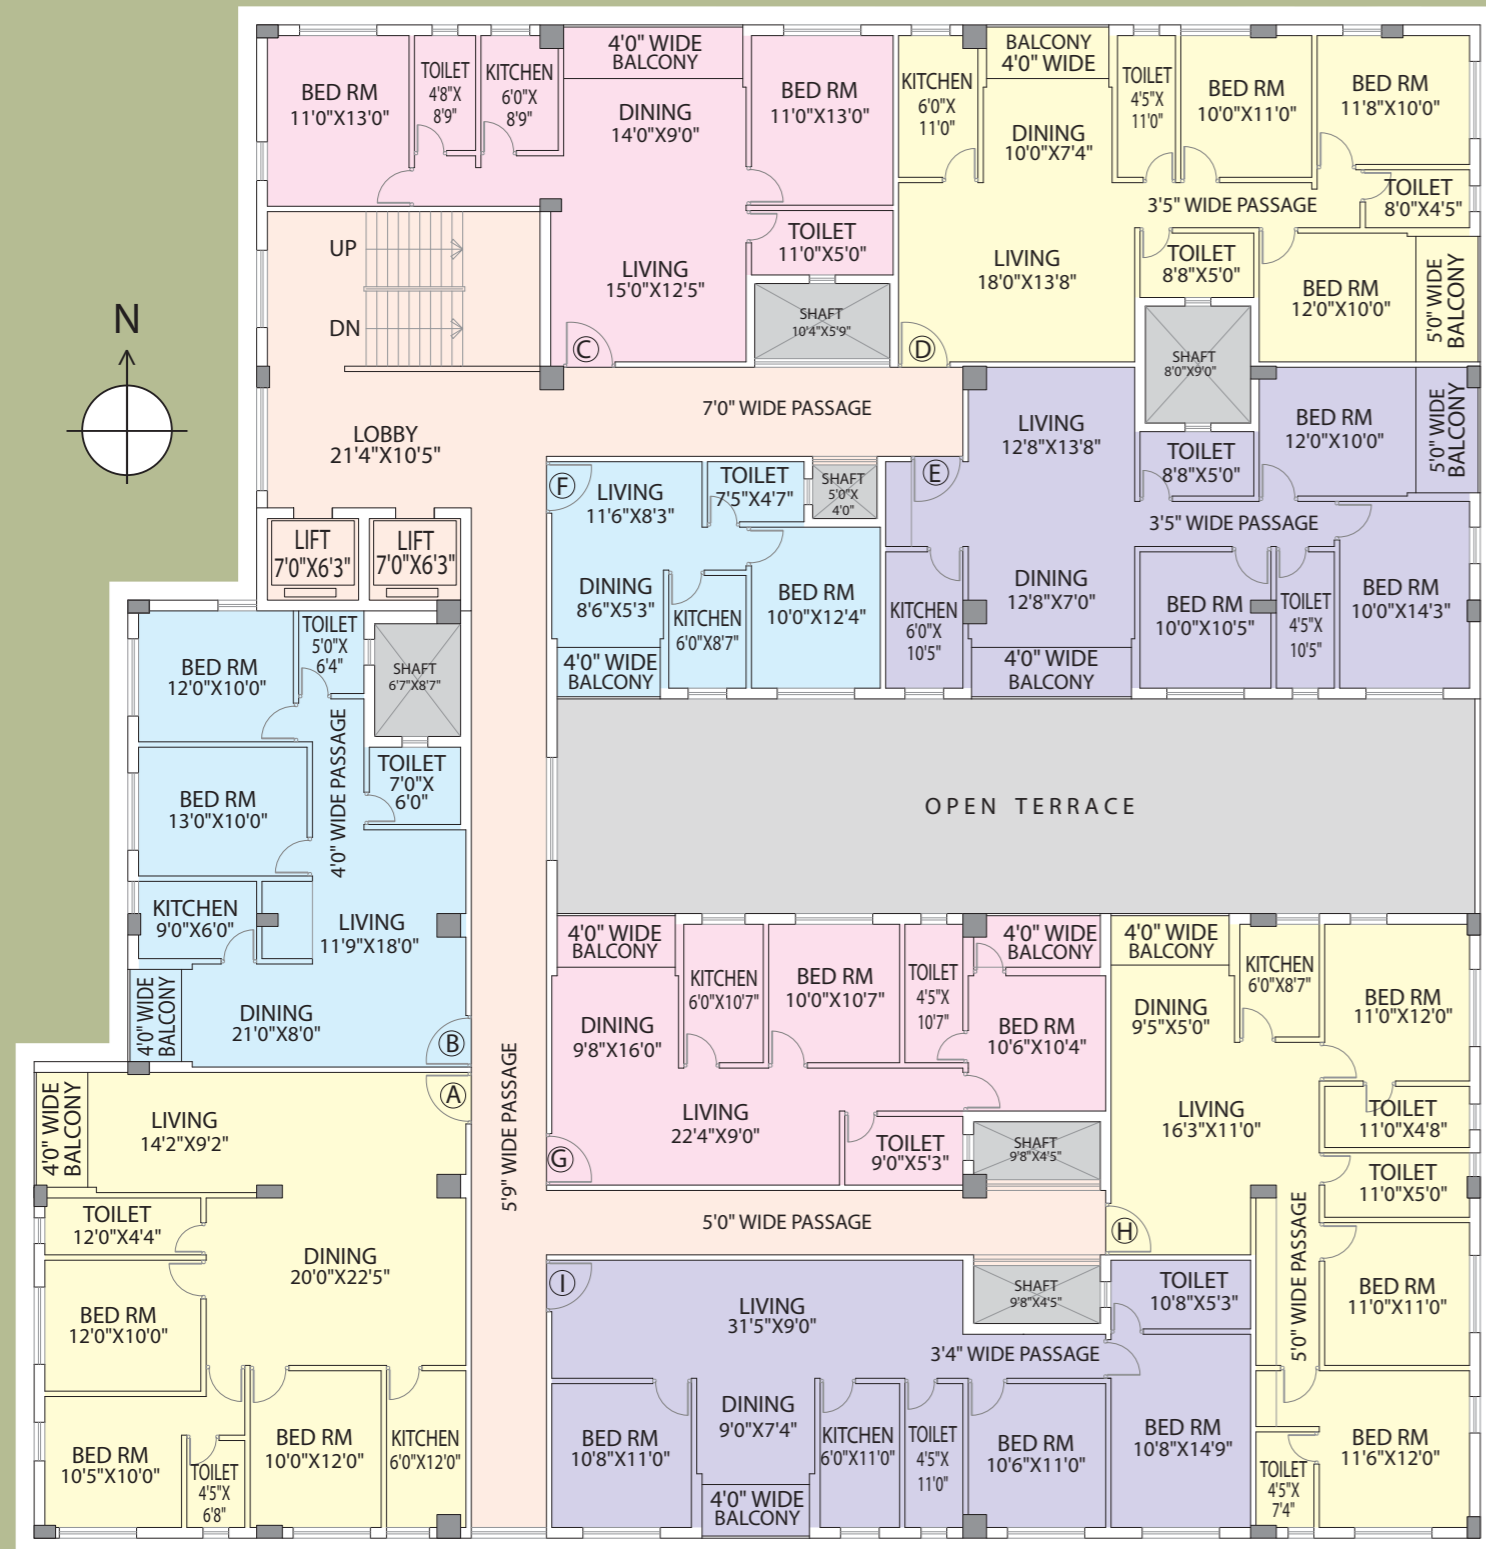 N
BED RM
11'0"X13'0"
TOILET
4'8"X
8'9"
KITCHEN
6'0"X
8'9"
4'0" WIDE
BALCONY
DINING
14'0"X9'0"
BED RM
11'0"X13'0"
TOILET
11'0"X5'0"
LIVING
15'0"X12'5"
SHAFT
10'4"X5'9"
C
KITCHEN
6'0"X
11'0"
BALCONY
4'0" WIDE
DINING
10'0"X7'4"
TOILET
4'5"X
11'0"
BED RM
10'0"X11'0"
BED RM
11'8"X10'0"
TOILET
8'0"X4'5"
3'5" WIDE PASSAGE
LIVING
18'0"X13'8"
TOILET
8'8"X5'0"
BED RM
12'0"X10'0"
5'0" WIDE
BALCONY
D
SHAFT
8'0"X9'0"
UP
DN
LOBBY
21'4"X10'5"
7'0" WIDE PASSAGE
LIFT
7'0"X6'3"
LIFT
7'0"X6'3"
LIVING
12'8"X13'8"
E
TOILET
8'8"X5'0"
BED RM
12'0"X10'0"
5'0" WIDE
BALCONY
3'5" WIDE PASSAGE
DINING
12'8"X7'0"
KITCHEN
6'0"X
10'5"
4'0" WIDE
BALCONY
BED RM
10'0"X10'5"
TOILET
4'5"X
10'5"
BED RM
10'0"X14'3"
F
LIVING
11'6"X8'3"
TOILET
7'5"X4'7"
SHAFT
5'0"X
4'0"
DINING
8'6"X5'3"
KITCHEN
6'0"X8'7"
BED RM
10'0"X12'4"
4'0" WIDE
BALCONY
OPEN TERRACE
BED RM
12'0"X10'0"
TOILET
5'0"X
6'4"
SHAFT
6'7"X8'7"
4'0" WIDE PASSAGE
BED RM
13'0"X10'0"
TOILET
7'0"X
6'0"
KITCHEN
9'0"X6'0"
LIVING
11'9"X18'0"
4'0" WIDE
BALCONY
DINING
21'0"X8'0"
B
5'9" WIDE PASSAGE
A
4'0" WIDE
BALCONY
LIVING
14'2"X9'2"
TOILET
12'0"X4'4"
DINING
20'0"X22'5"
BED RM
12'0"X10'0"
BED RM
10'5"X10'0"
TOILET
4'5"X
6'8"
BED RM
10'0"X12'0"
KITCHEN
6'0"X12'0"
4'0" WIDE
BALCONY
KITCHEN
6'0"X10'7"
BED RM
10'0"X10'7"
TOILET
4'5"X
10'7"
4'0" WIDE
BALCONY
DINING
9'8"X16'0"
BED RM
10'6"X10'4"
LIVING
22'4"X9'0"
TOILET
9'0"X5'3"
G
SHAFT
9'8"X4'5"
5'0" WIDE PASSAGE
4'0" WIDE
BALCONY
KITCHEN
6'0"X8'7"
DINING
9'5"X5'0"
BED RM
11'0"X12'0"
LIVING
16'3"X11'0"
TOILET
11'0"X4'8"
TOILET
11'0"X5'0"
H
5'0" WIDE PASSAGE
BED RM
11'0"X11'0"
BED RM
11'6"X12'0"
TOILET
4'5"X
7'4"
SHAFT
9'8"X4'5"
I
LIVING
31'5"X9'0"
TOILET
10'8"X5'3"
3'4" WIDE PASSAGE
BED RM
10'8"X11'0"
DINING
9'0"X7'4"
4'0" WIDE
BALCONY
KITCHEN
6'0"X11'0"
TOILET
4'5"X
11'0"
BED RM
10'6"X11'0"
BED RM
10'8"X14'9"